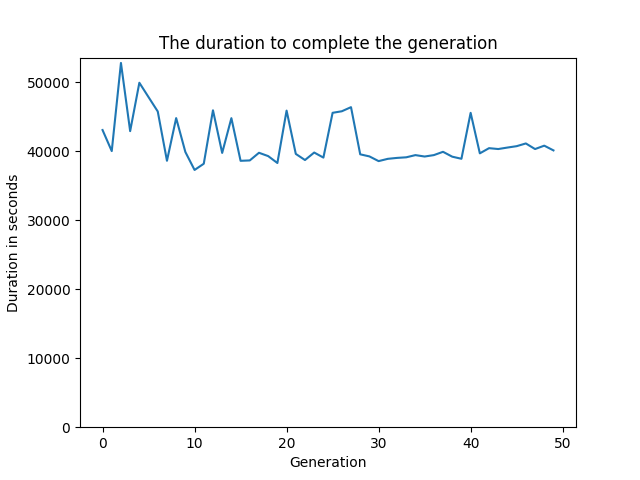 The duration to complete the generation
50000
40000
30000
20000
10000
0
Duration in seconds
0 10 20 30 40 50
Generation